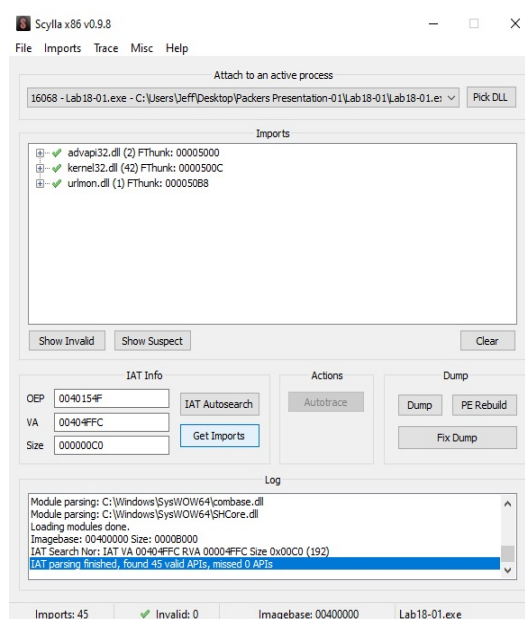 Scylla x86 v0.9.8
File Imports Trace Misc Help
Attach to an active process
16068 - Lab18-01.exe - C:\Users\Jeff\Desktop\Packers Presentation-01\Lab18-01\Lab18-01.e: Pick DLL
Imports
advapi32.dll (2) FThunk: 00005000
kernel32.dll (42) FThunk: 0000500C
urlmon.dll (1) FThunk: 000050B8
Show Invalid Show Suspect Clear
IAT Info Actions Dump
OEP 0040154F IAT Autosearch Autotrace Dump PE Rebuild
VA 00404FFC
Size 000000C0 Get Imports Fix Dump
Log
Module parsing: C:\Windows\SysWOW64\combase.dll
Module parsing: C:\Windows\SysWOW64\SHCore.dll
Loading modules done.
Imagebase: 00400000 Size: 0000B000
IAT Search Nor: IAT VA 00404FFC RVA 00004FFC Size 0x00C0 (192)
IAT parsing finished, found 45 valid APIs, missed 0 APIs
Imports: 45 Invalid: 0 Imagebase: 00400000 Lab18-01.exe